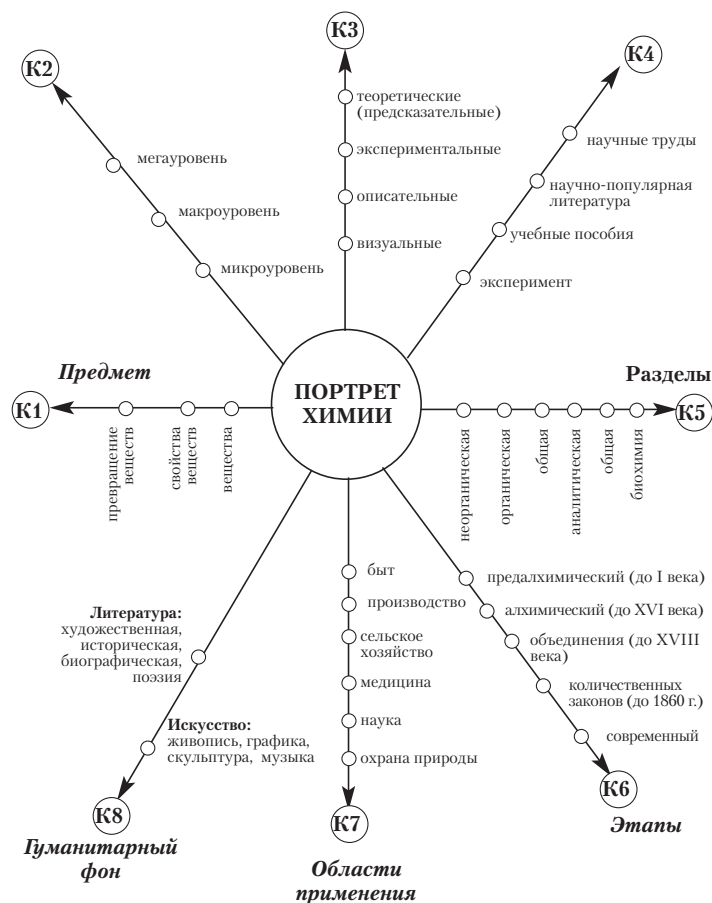 К3
К2
К4
теоретические
(предсказательные)
научные труды
экспериментальные
мегауровень
научно-популярная
литература
описательные
макроуровень
учебные пособия
визуальные
микроуровень
эксперимент
Предмет
Разделы
ПОРТРЕТ
ХИМИИ
К1
К5
превращение
веществ
свойства
веществ
вещества
неорганическая
органическая
общая
аналитическая
общая
биохимия
быт
предалхимический (до I века)
производство
алхимический (до XVI века)
Литература:
художественная,
историческая,
биографическая,
поэзия
сельское
хозяйство
объединения (до XVIII
века)
медицина
количественных
законов (до 1860 г.)
Искусство:
живопись, графика,
скульптура, музыка
наука
современный
охрана природы
К8
К7
К6
Гуманитарный
фон
Области
применения
Этапы